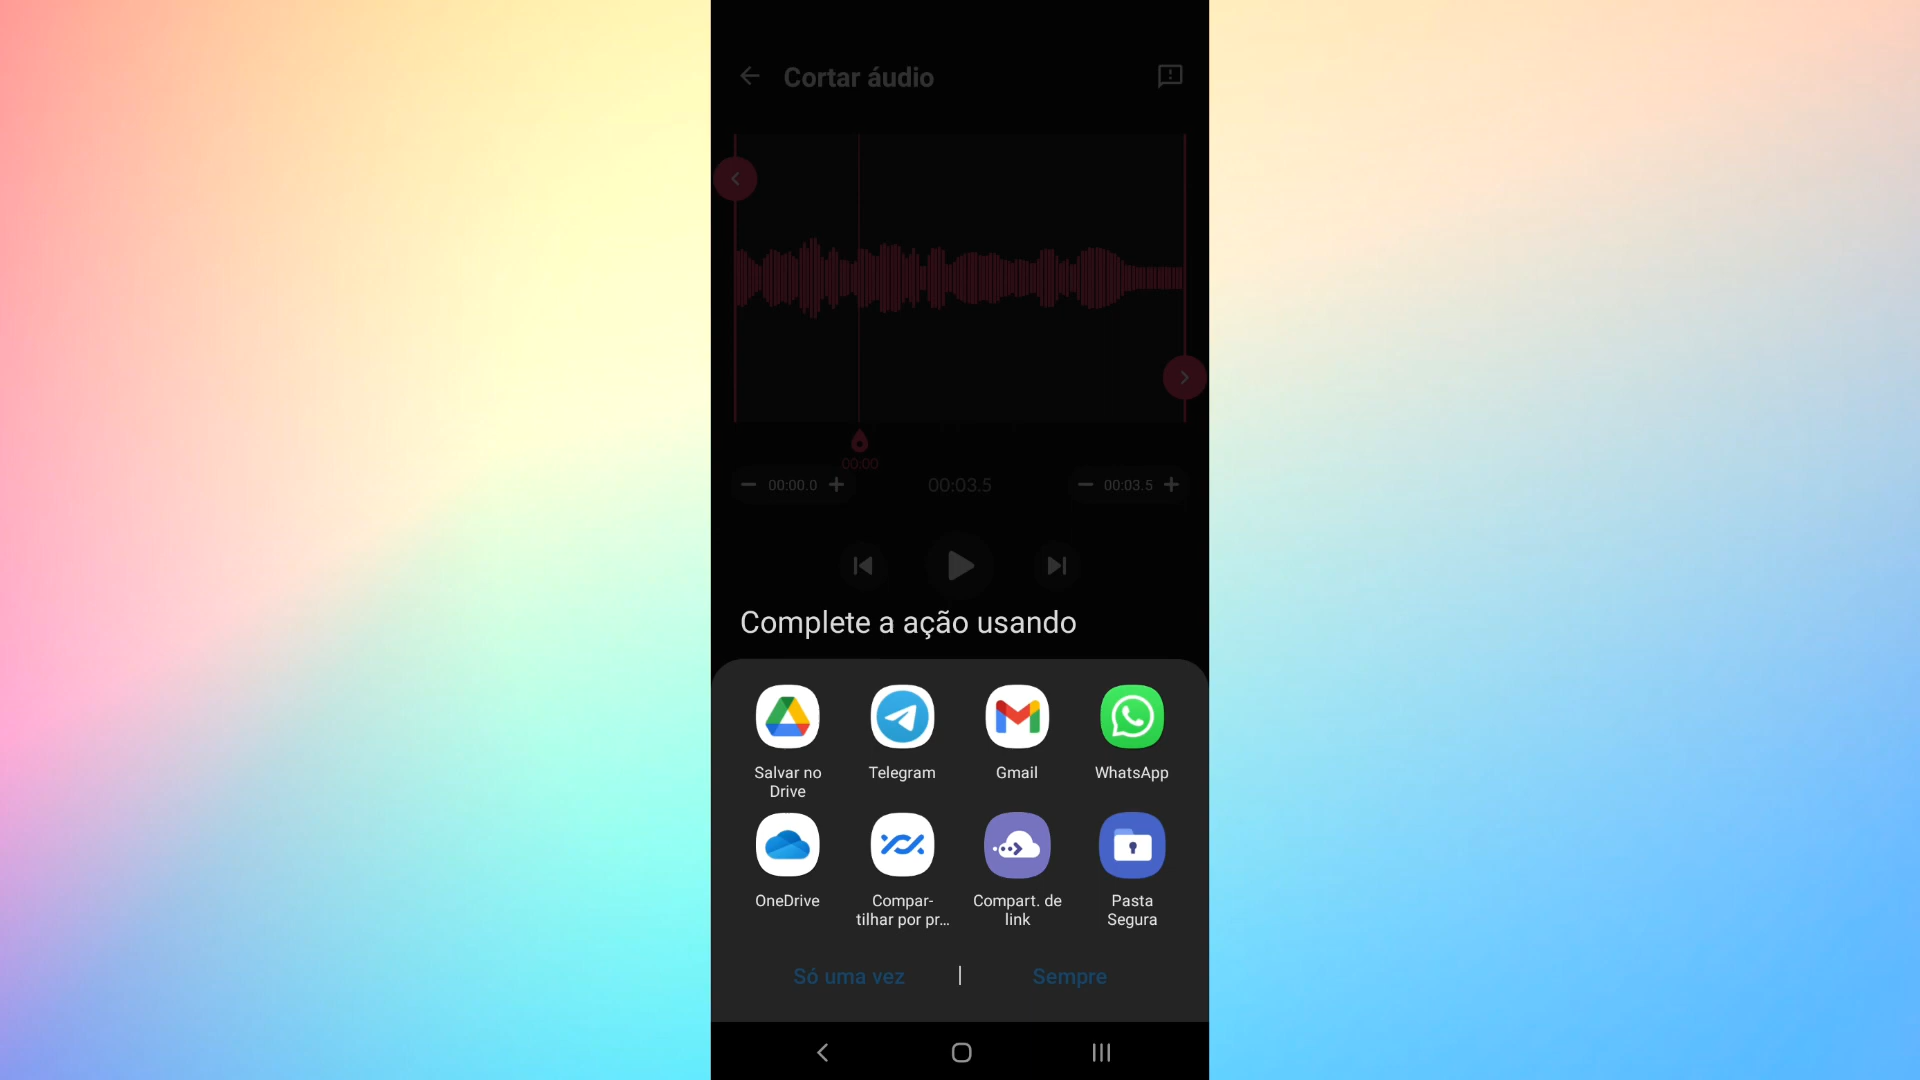 Cortar áudio
00:00
00:00.0
00:03.5
00:03.5
Complete a ação usando
Salvar no
Drive
Telegram
Gmail
WhatsApp
OneDrive
Compar-
tilhar por pr...
Compart. de
link
Pasta
Segura
Só uma vez
Sempre